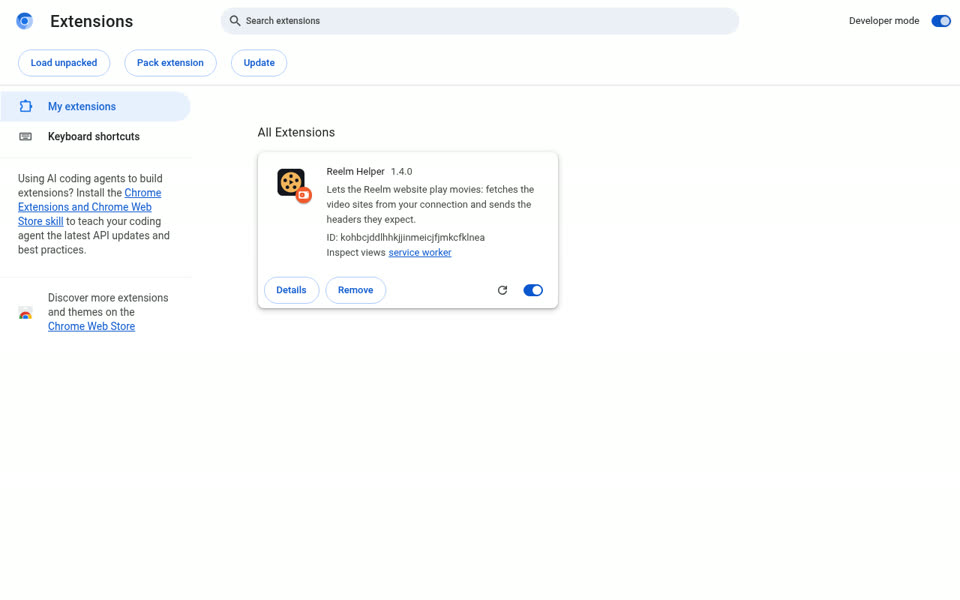 Extensions
Search extensions
Developer mode
Load unpacked
Pack extension
Update
My extensions
Keyboard shortcuts
Using AI coding agents to build
extensions? Install the Chrome
Extensions and Chrome Web
Store skill to teach your coding
agent the latest API updates and
best practices.
Discover more extensions
and themes on the
Chrome Web Store
All Extensions
Reelm Helper 1.4.0
Lets the Reelm website play movies: fetches the
video sites from your connection and sends the
headers they expect.
ID: kohbcjddlhhkjjinmeicjfjmkcfklnea
Inspect views service worker
Details
Remove